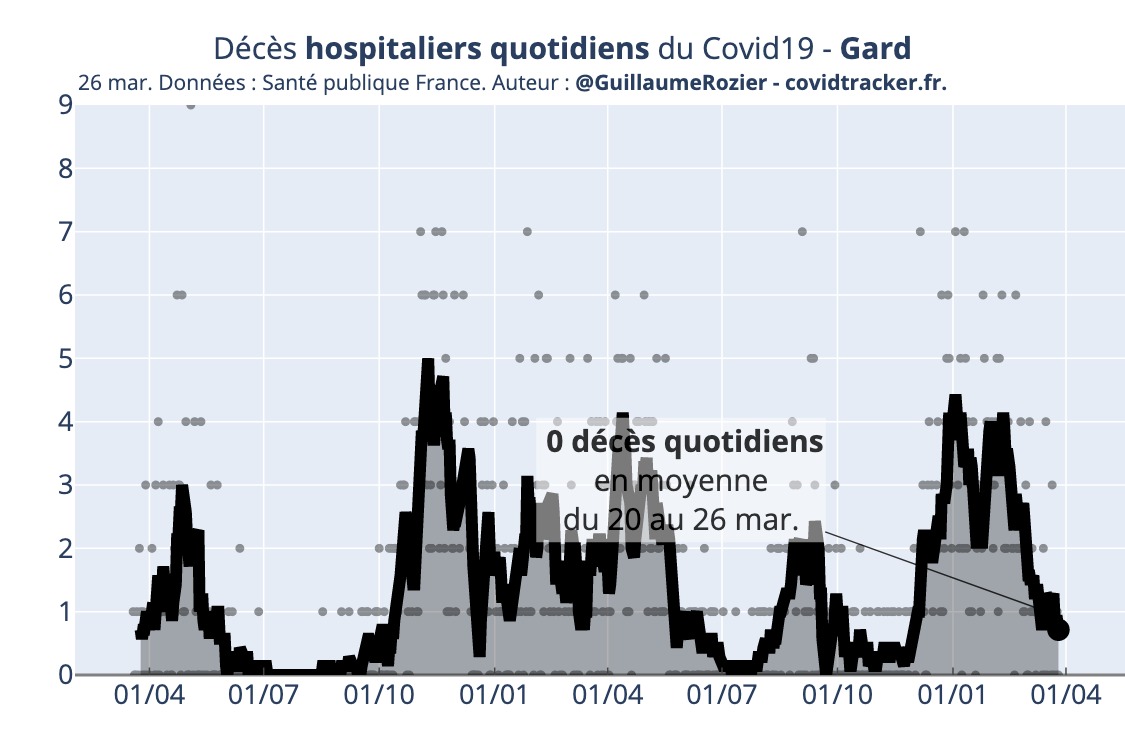 Décès hospitaliers quotidiens du Covid19 - Gard
26 mar. Données : Santé publique France. Auteur : @GuillaumeRozier - covidtracker.fr.
9
8
7
6
5
4
3
2
1
0
0 décès quotidiens
en moyenne
du 20 au 26 mar.
01/04 01/07 01/10 01/01 01/04 01/07 01/10 01/01 01/04